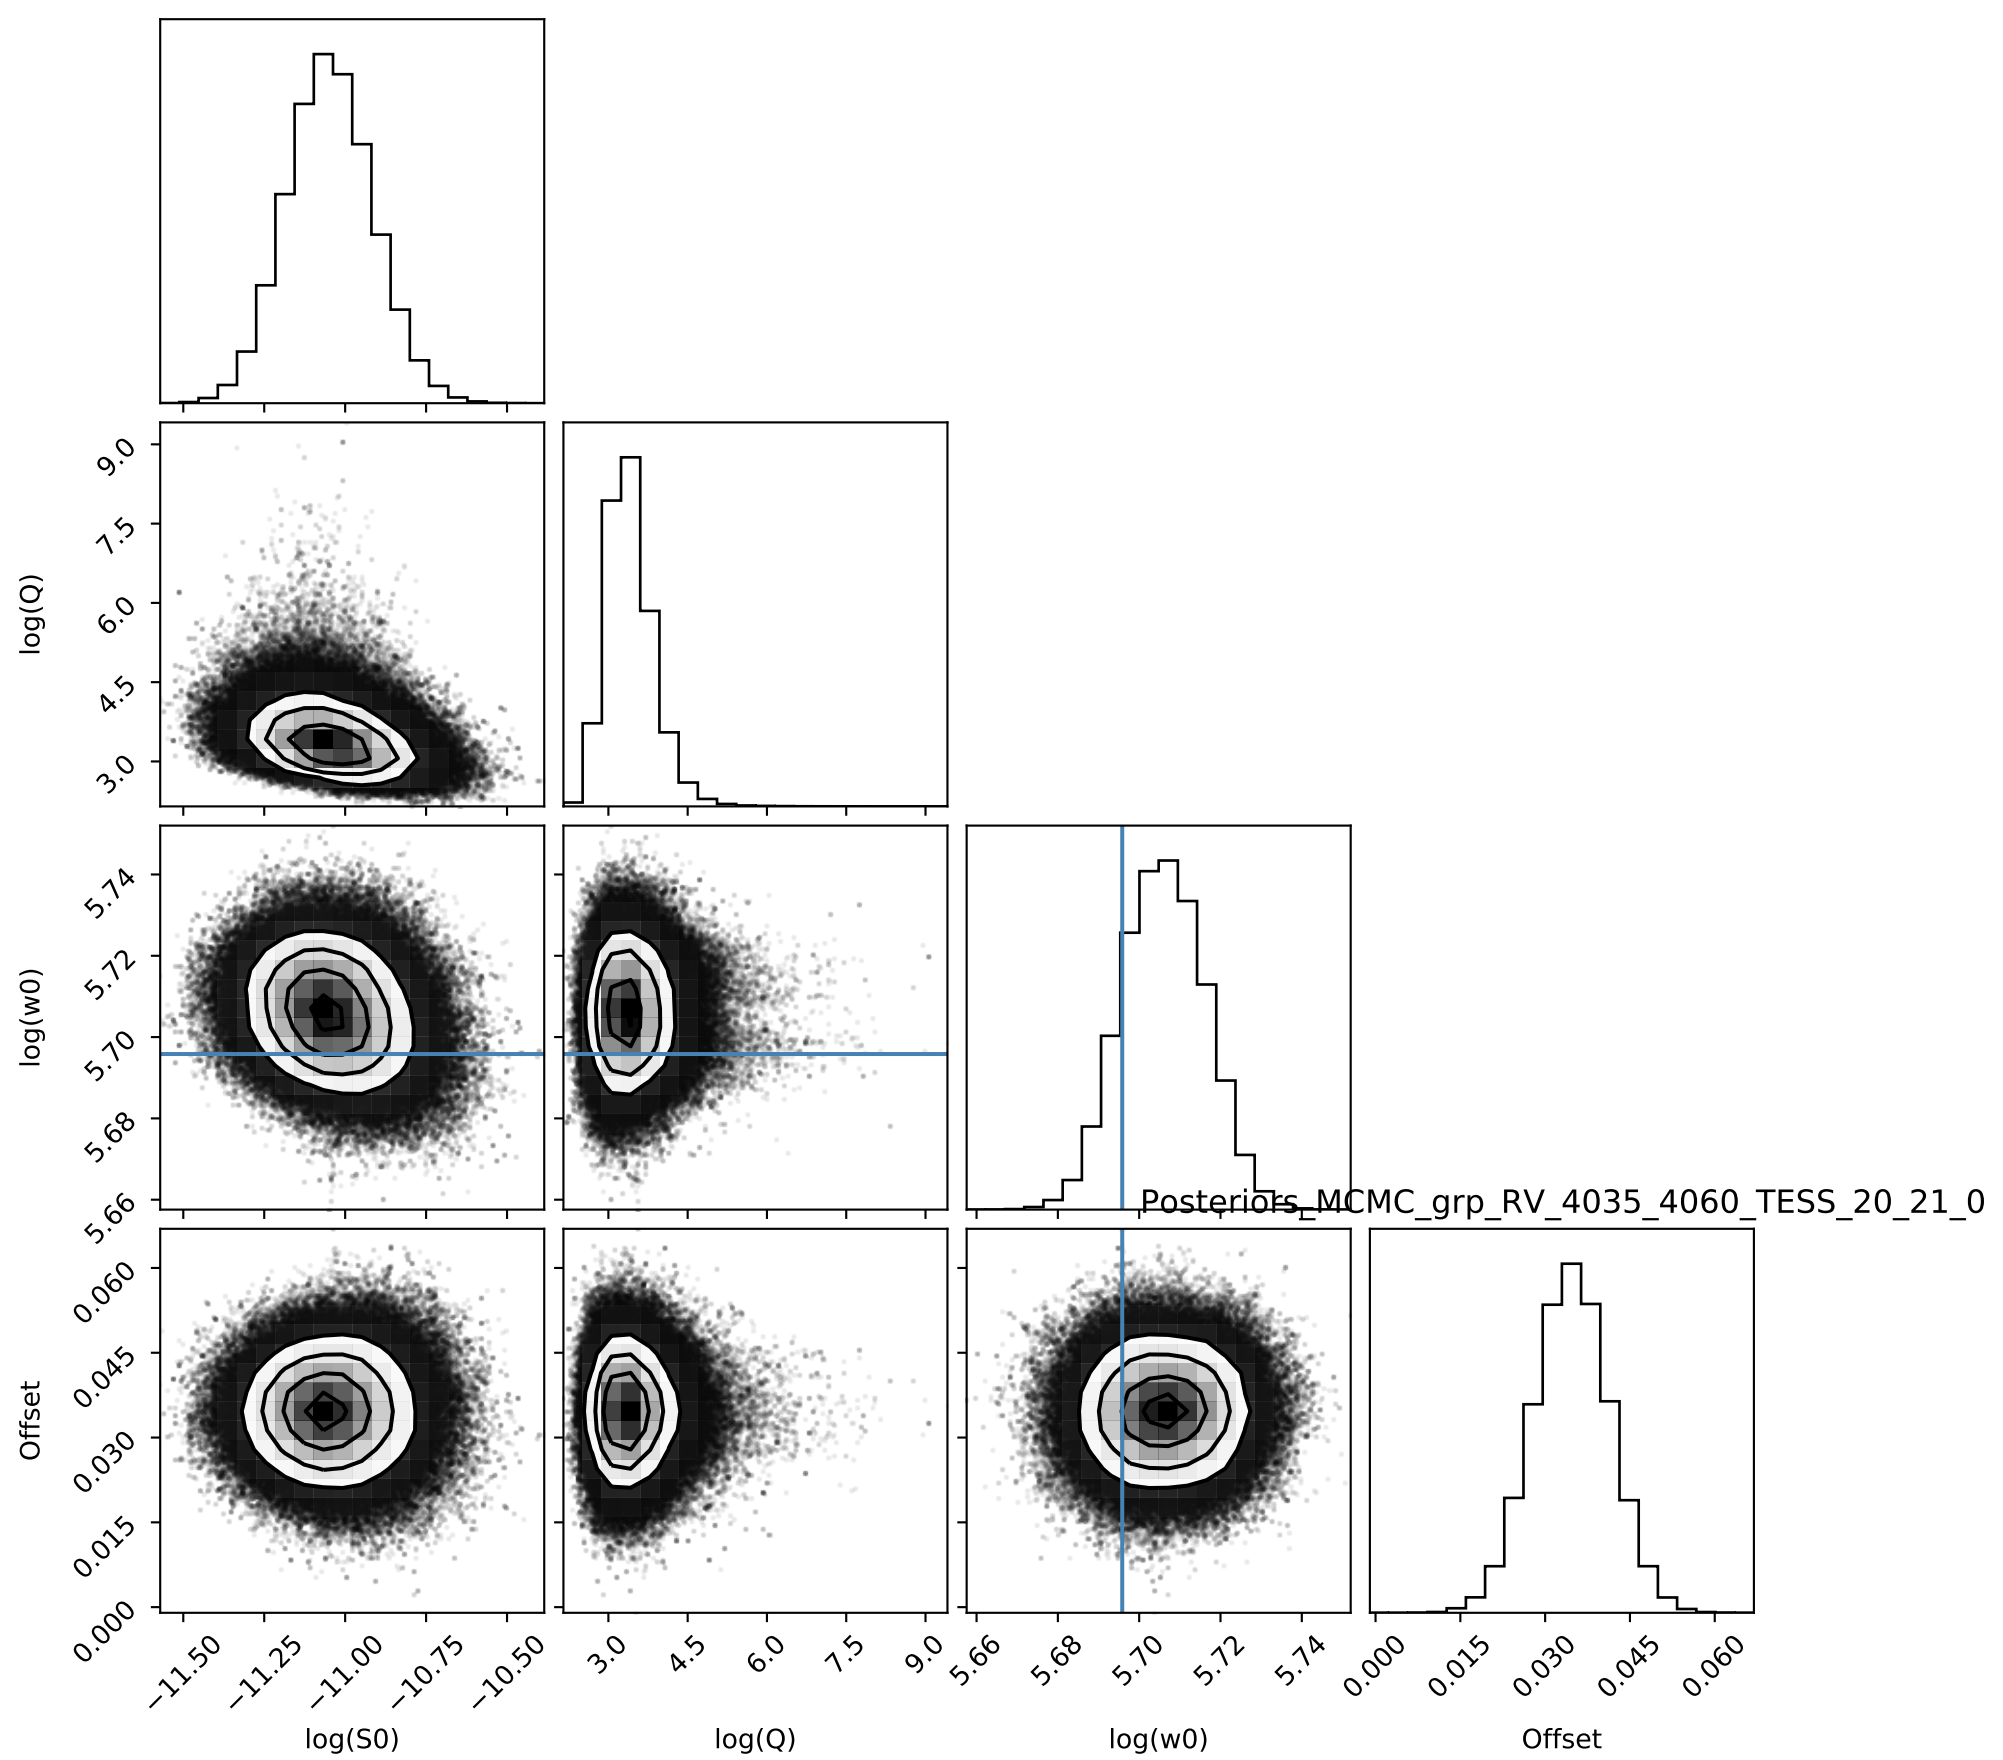 9.0
7.5
6.0
4.5
3.0
log(Q)
5.74
5.72
5.70
5.68
5.66
log(w0)
Posteriors_MCMC_grp_RV_4035_4060_TESS_20_21_0
0.060
0.045
0.030
0.015
0.000
Offset
−11.50 −11.25 −11.00 −10.75 −10.50 3.0 4.5 6.0 7.5 9.0 5.66 5.68 5.70 5.72 5.74 0.000 0.015 0.030 0.045 0.060
log(S0) log(Q) log(w0) Offset